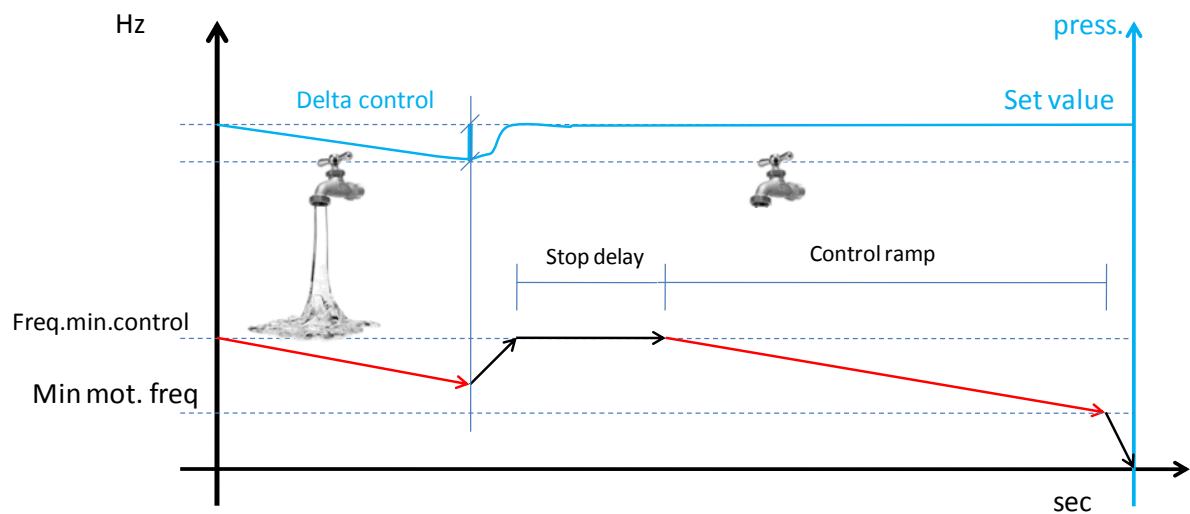 Hz
press.
Delta control
Set value
Stop delay
Control ramp
Freq.min.control
Min mot. freq
sec